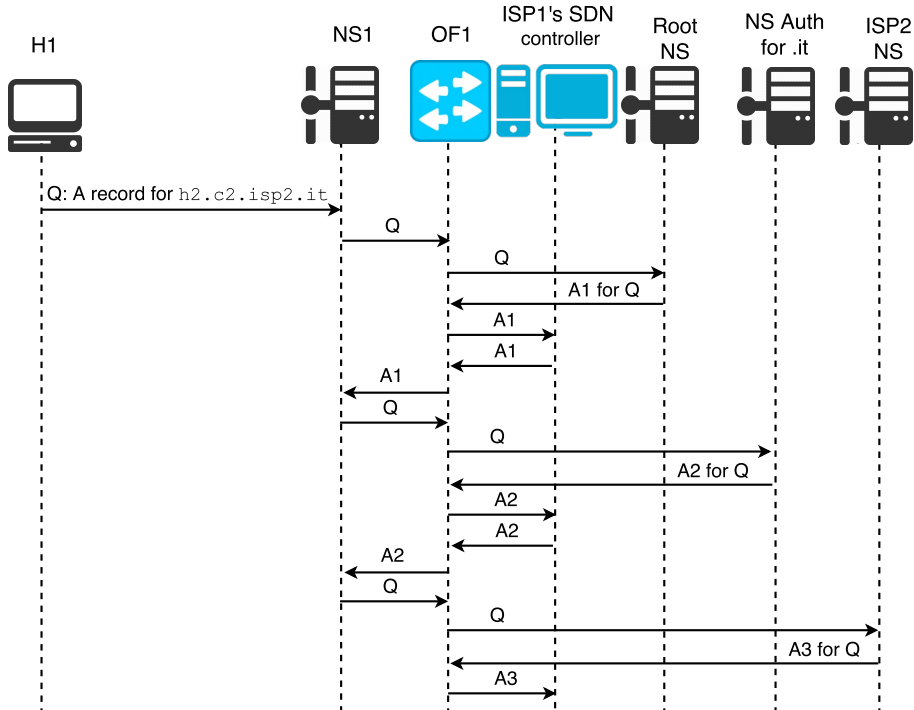 H1
NS1
OF1
ISP1's SDN
controller
Root
NS
NS Auth
for .it
ISP2
NS
Q: A record for h2.c2.isp2.it
Q
Q
A1 for Q
A1
A1
A1
Q
Q
A2 for Q
A2
A2
A2
Q
Q
A3 for Q
A3